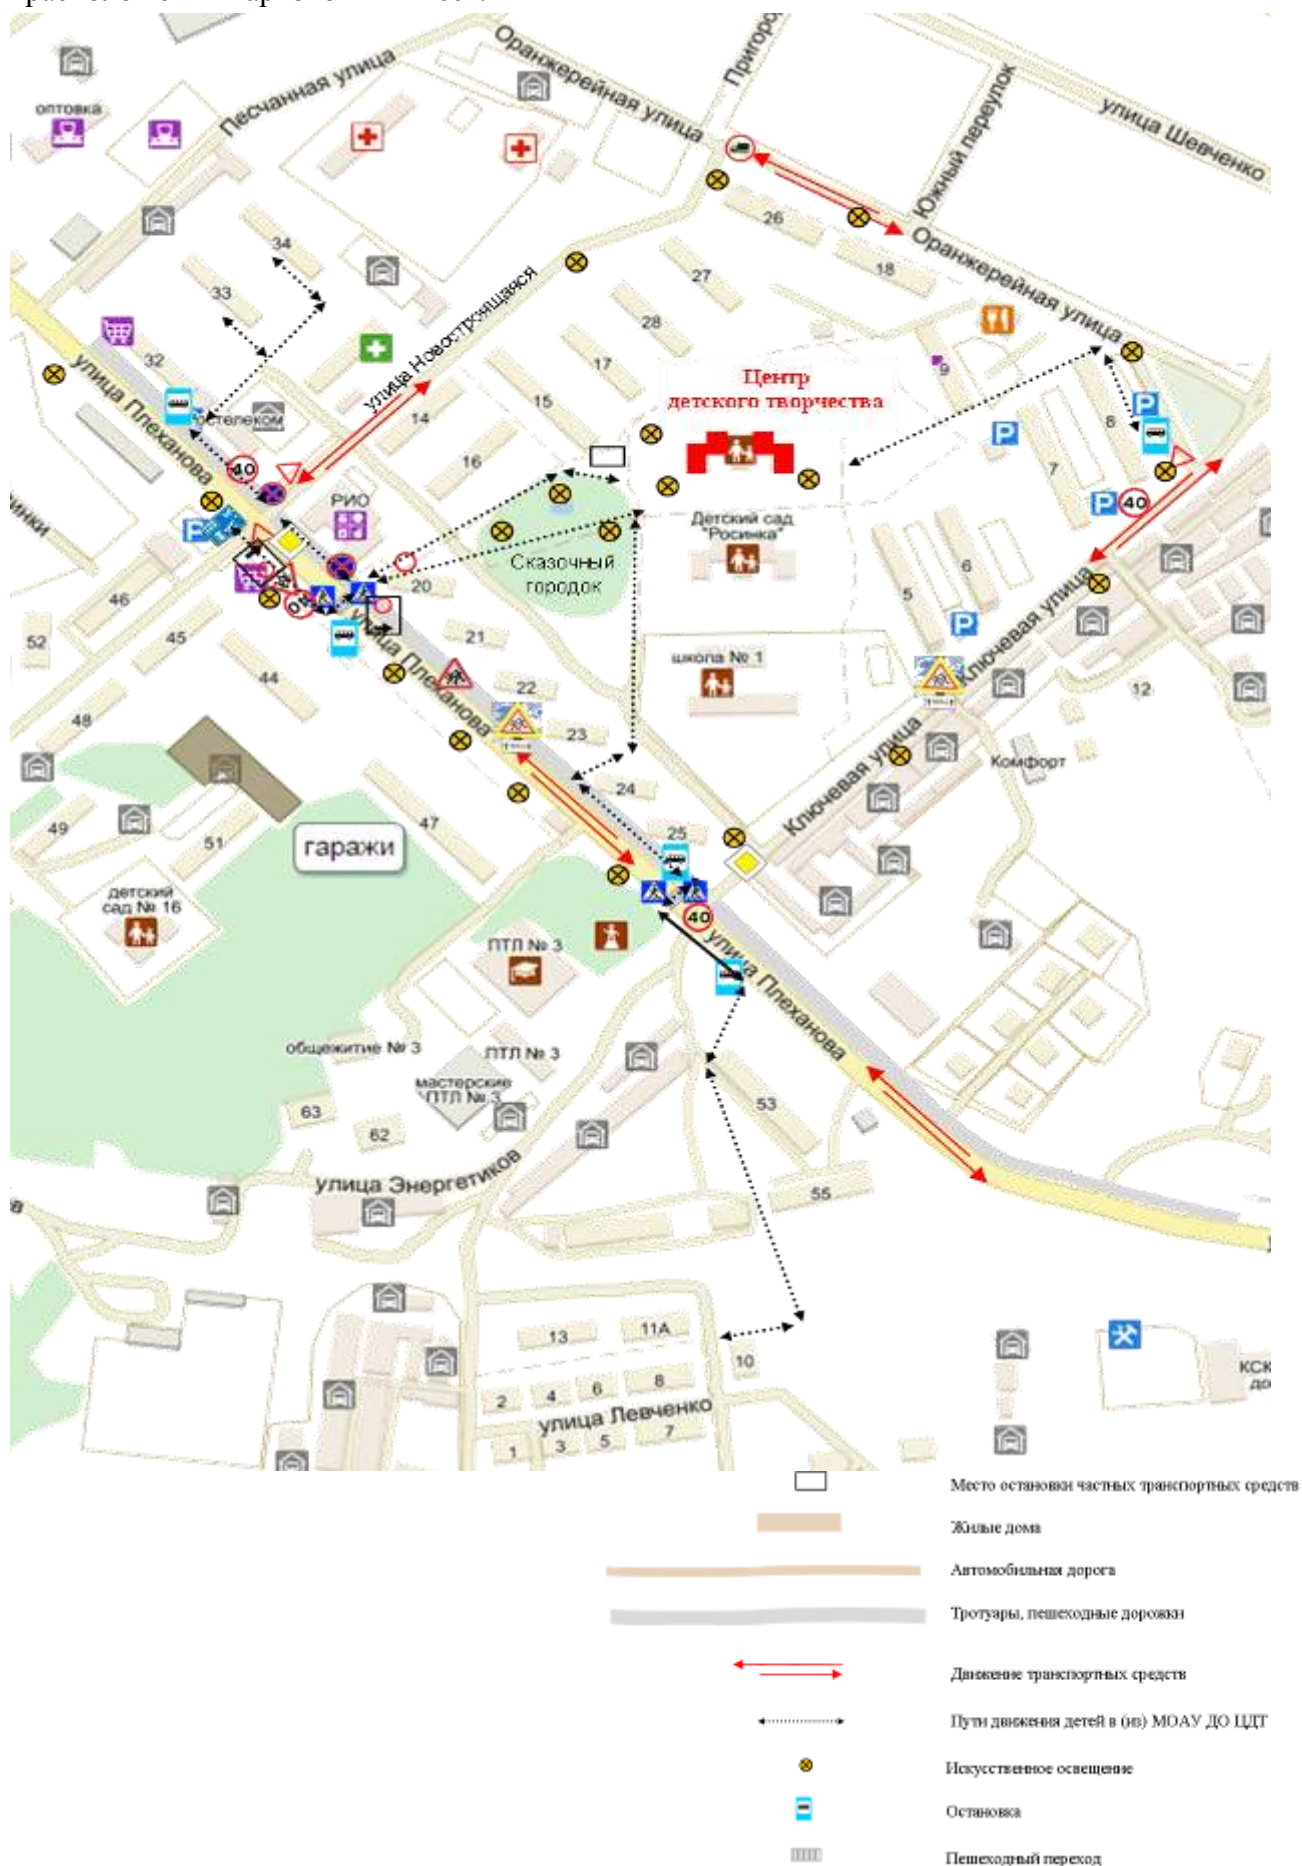 Песчанная улица
Оранжерейная улица
улица Шевченко
Южный переулок
оптовка
34
26
18
27
33
28
Оранжерейная улица
улица Новостроящаяся
32
17
9
улица Плеханова
Центр
детского творчества
15
14
8
16
40
7
РИО
Детский сад
"Росинка"
40
Сказочный
городок
6
5
20
46
45
52
21
улица Плеханова
школа № 1
Ключевая улица
44
22
12
48
23
Комфорт
24
Ключевая улица
49
47
51
25
гаражи
детский
сад № 16
40
ПТЛ № 3
улица Плеханова
общежитие № 3
ПТЛ № 3
мастерские
ПТЛ № 3
63
53
62
улица Энергетиков
55
13
11А
10
2
4
6
8
улица Левченко
1
3
5
7
Место остановки частных транспортных средств
Жилые дома
Автомобильная дорога
Тротуары, пешеходные дорожки
Движение транспортных средств
Пути движения детей в (из) МОАУ ДО ЦДТ
Искусственное освещение
Остановка
Пешеходный переход